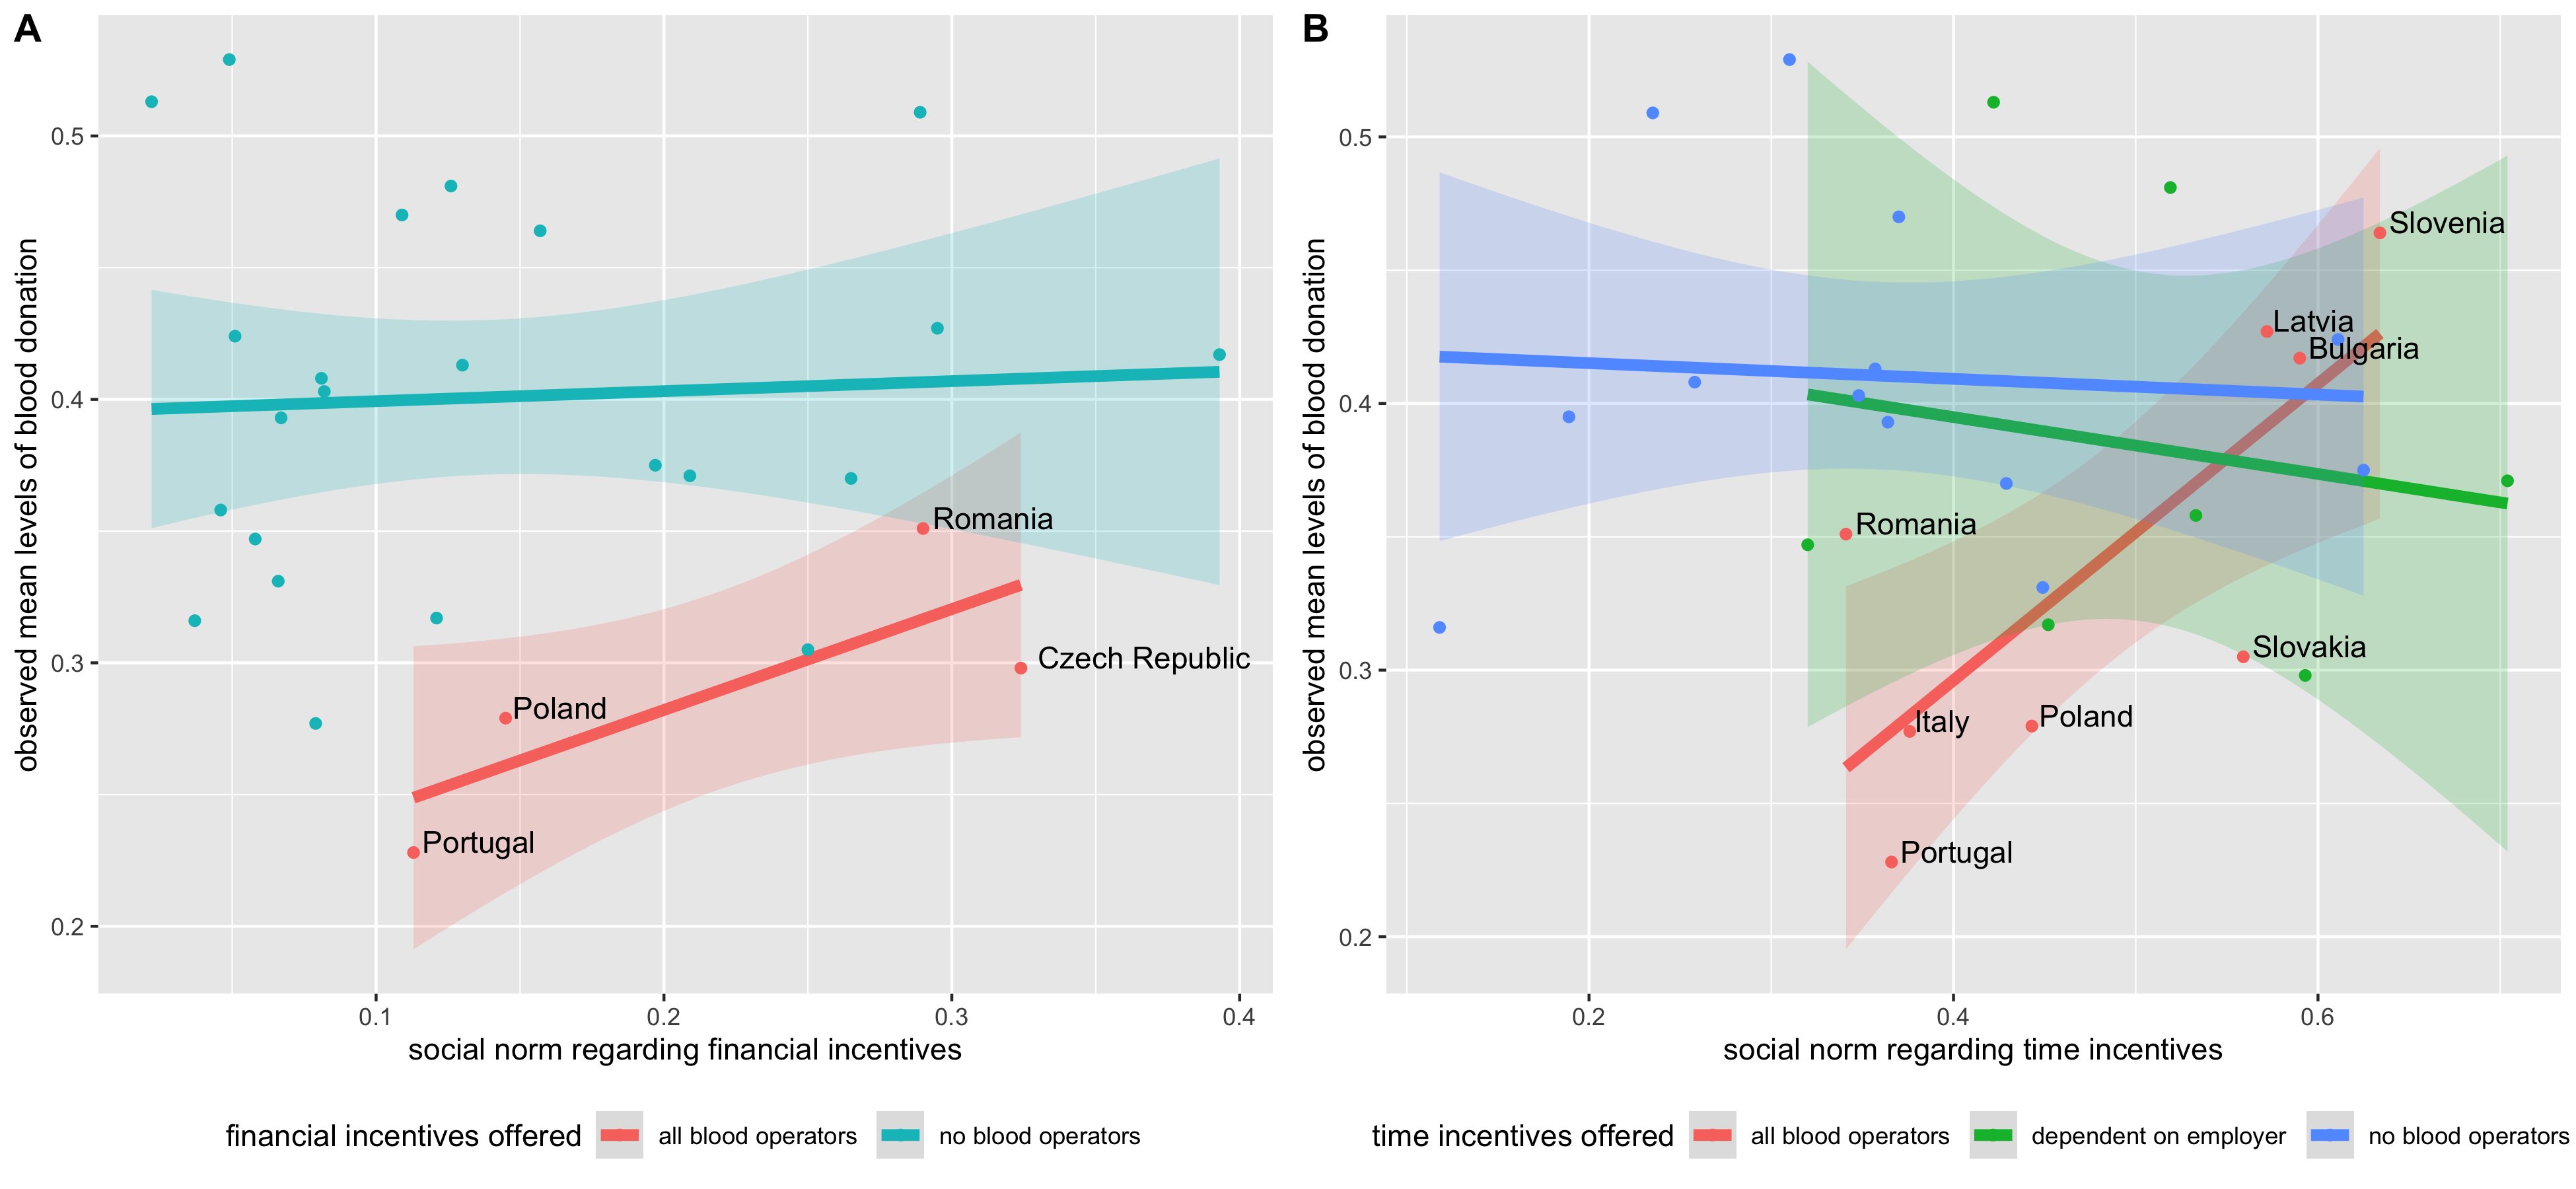 A
observed mean levels of blood donation
0.5
0.4
0.3
0.2
Romania
Czech Republic
Poland
Portugal
0.1
0.2
0.3
0.4
social norm regarding financial incentives
financial incentives offered
all blood operators
no blood operators
B
observed mean levels of blood donation
0.5
0.4
0.3
0.2
Slovenia
Latvia
Bulgaria
Romania
Slovakia
Italy
Poland
Portugal
0.2
0.4
0.6
social norm regarding time incentives
time incentives offered
all blood operators
dependent on employer
no blood operators